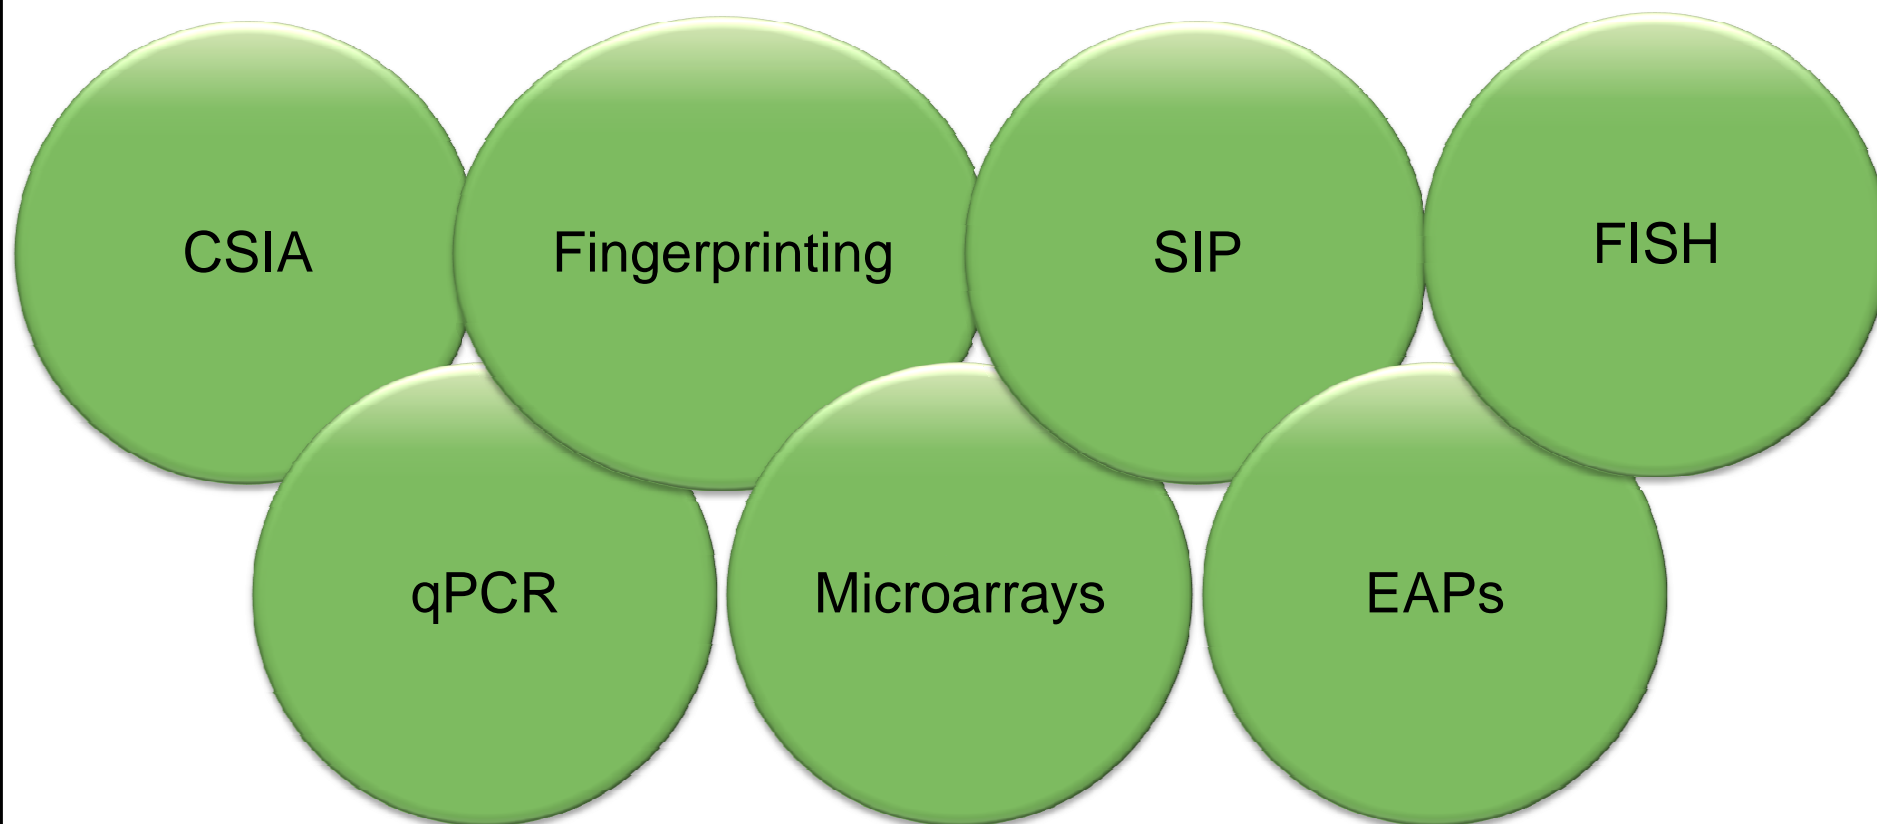 CSIA
Fingerprinting
SIP
FISH
qPCR
Microarrays
EAPs